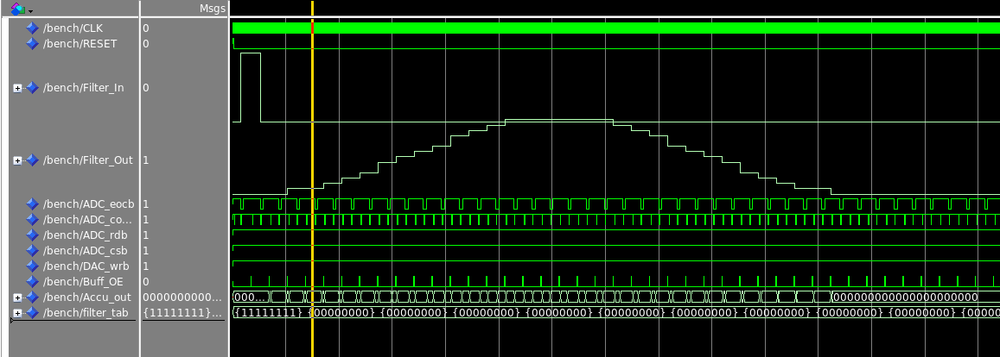 Msgs
/bench/CLK 0
/bench/RESET 0
/bench/Filter_In 0
/bench/Filter_Out 1
/bench/ADC_eocb 1
/bench/ADC_co... 1
/bench/ADC_rdb 1
/bench/ADC_csb 1
/bench/DAC_wrb 1
/bench/Buff_OE 0
/bench/Accu_out 0000000000... 000... 000000000000000000000
/bench/filter_tab {11111111}... {11111111} {00000000} {00000000} {00000000} {00000000} {00000000} {00000000} {00000000} {00000000} {00000000} {0000